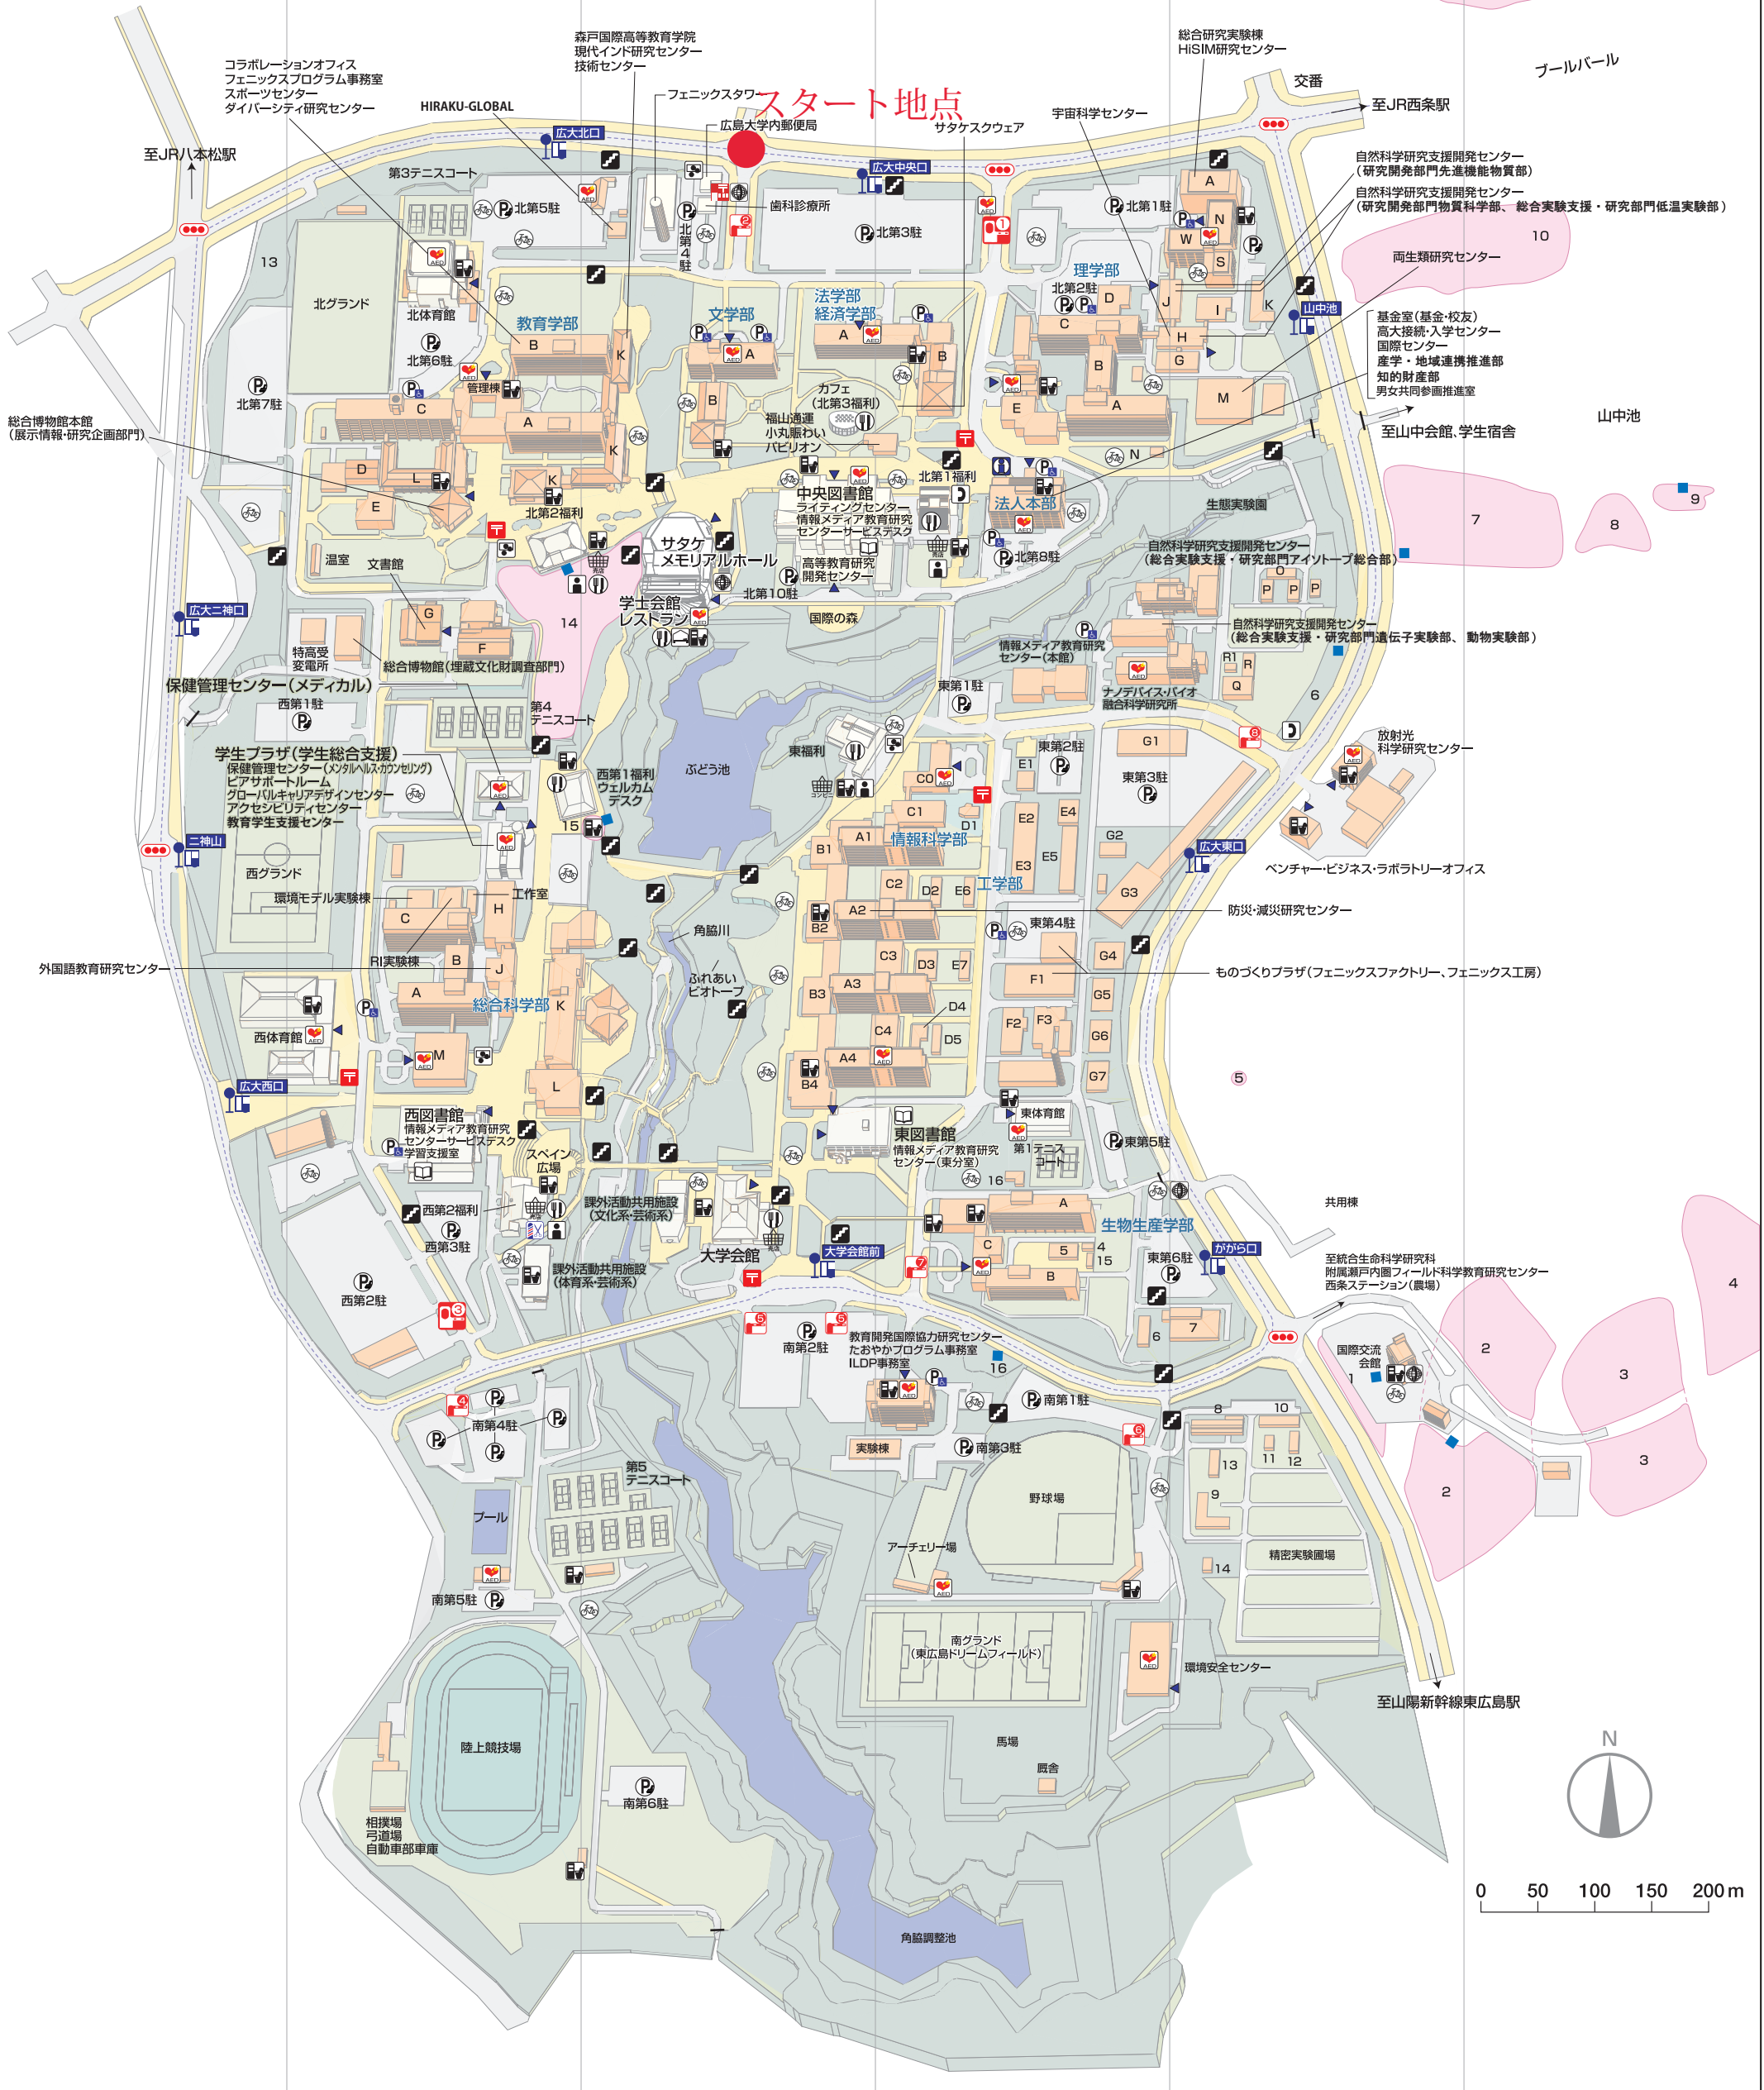 森戸国際高等教育学院
現代インド研究センター
技術センター
コラボレーションオフィス
フェニックスプログラム事務室
スポーツセンター
ダイバーシティ研究センター
HIRAKU-GLOBAL
フェニックスタワー
スタート地点
広島大学内郵便局
サタケスクウェア
総合研究実験棟
HiSIM研究センター
宇宙科学センター
交番
ブールバール
至JR西条駅
至JR八本松駅
広大北口
広大中央口
自然科学研究支援開発センター
(研究開発部門先進機能物質部)
自然科学研究支援開発センター
(研究開発部門物質科学部、総合実験支援・研究部門低温実験部)
第3テニスコート
北第5駐
歯科診療所
北第4駐
北第3駐
北第1駐
両生類研究センター
10
13
北グランド
北体育館
北第6駐
北第7駐
教育学部
文学部
法学部
経済学部
理学部
北第2駐
山中池
基金室(基金・校友)
高大接続・入学センター
国際センター
産学・地域連携推進部
知的財産部
男女共同参画推進室
山中池
至山中会館、学生宿舎
管理棟
総合博物館本館
(展示情報・研究企画部門)
カフェ
(北第3福利)
福山通運
小丸賑わい
パビリオン
北第1福利
中央図書館
ライティングセンター
情報メディア教育研究
センターサービスデスク
法人本部
北第8駐
生態実験園
7
8
9
北第2福利
温室
文書館
サタケ
メモリアルホール
高等教育研究
開発センター
北第10駐
国際の森
学士会館
レストラン
自然科学研究支援開発センター
(総合実験支援・研究部門アイソトープ総合部)
自然科学研究支援開発センター
(総合実験支援・研究部門遺伝子実験部、動物実験部)
広大二神口
特高受
変電所
総合博物館(埋蔵文化財調査部門)
14
情報メディア教育研究
センター(本館)
ナノデバイス・バイオ
融合科学研究所
6
保健管理センター(メディカル)
西第1駐
第4
テニスコート
東第1駐
学生プラザ(学生総合支援)
保健管理センター(メンタルヘルス・カウンセリング)
ピアサポートルーム
グローバルキャリアデザインセンター
アクセシビリティセンター
教育学生支援センター
西第1福利
ウェルカム
デスク
15
ぶどう池
東福利
東第2駐
東第3駐
放射光
科学研究センター
ベンチャー・ビジネス・ラボラトリーオフィス
二神山
西グランド
環境モデル実験棟
工作室
RI実験棟
外国語教育研究センター
総合科学部
情報科学部
工学部
広大東口
防災・減災研究センター
東第4駐
ものづくりプラザ(フェニックスファクトリー、フェニックス工房)
角脇川
ふれあい
ビオトープ
西体育館
広大西口
西図書館
情報メディア教育研究
センターサービスデスク
学習支援室
スペイン
広場
西第2福利
西第3駐
西第2駐
課外活動共用施設
(文化系・芸術系)
課外活動共用施設
(体育系・芸術系)
大学会館
大学会館前
東図書館
情報メディア教育研究
センター(東分室)
東体育館
第1テニス
コート
東第5駐
5
16
生物生産学部
東第6駐
ががら口
共用棟
至統合生命科学研究科
附属瀬戸内圏フィールド科学教育研究センター
西条ステーション(農場)
4
国際交流
会館
1
2
3
3
2
南第2駐
教育開発国際協力研究センター
たおやかプログラム事務室
ILDP事務室
16
南第1駐
南第3駐
実験棟
南第4駐
第5
テニスコート
プール
南第5駐
アーチェリー場
野球場
精密実験圃場
8
10
11
12
13
9
14
南グランド
(東広島ドリームフィールド)
環境安全センター
至山陽新幹線東広島駅
陸上競技場
馬場
厩舎
南第6駐
相撲場
弓道場
自動車部車庫
角脇調整池
N
0 50 100 150 200m